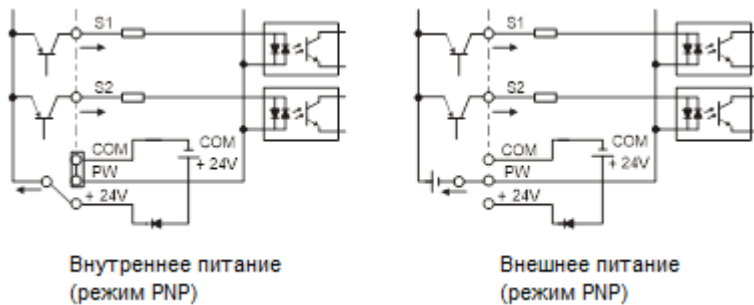 S1
S2
COM
COM
+ 24V
PW
+ 24V
Внутреннее питание
(режим PNP)
S1
S2
COM
COM
+ 24V
PW
+ 24V
Внешнее питание
(режим PNP)